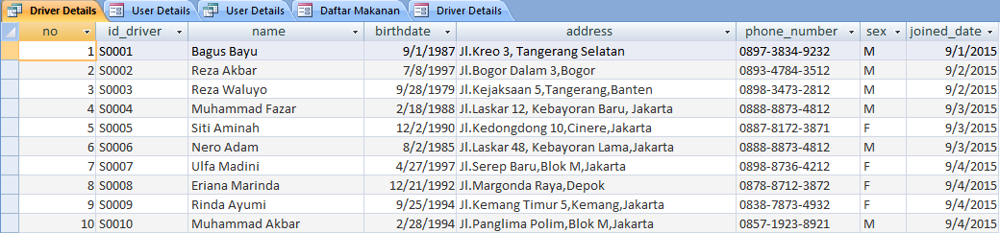 Driver Details User Details User Details Daftar Makanan Driver Details
no id_driver name birthdate address phone_number sex joined_date
1 S0001 Bagus Bayu 9/1/1987 Jl.Kreo 3, Tangerang Selatan 0897-3834-9232 M 9/1/2015
2 S0002 Reza Akbar 7/8/1997 Jl.Bogor Dalam 3,Bogor 0893-4784-3512 M 9/2/2015
3 S0003 Reza Waluyo 9/28/1979 Jl.Kejaksaan 5,Tangerang,Banten 0898-3473-2812 M 9/2/2015
4 S0004 Muhammad Fazar 2/18/1988 Jl.Laskar 12, Kebayoran Baru, Jakarta 0888-8873-4812 M 9/3/2015
5 S0005 Siti Aminah 12/2/1990 Jl.Kedongdong 10,Cinere,Jakarta 0887-8172-3871 F 9/3/2015
6 S0006 Nero Adam 8/2/1985 Jl.Laskar 48, Kebayoran Lama,Jakarta 0888-8873-4812 M 9/3/2015
7 S0007 Ulfa Madini 4/27/1997 Jl.Serep Baru,Blok M,Jakarta 0898-8736-4212 F 9/4/2015
8 S0008 Eriana Marinda 12/21/1992 Jl.Margonda Raya,Depok 0878-8712-3872 F 9/4/2015
9 S0009 Rinda Ayumi 9/25/1994 Jl.Kemang Timur 5,Kemang,Jakarta 0838-7873-4932 F 9/4/2015
10 S0010 Muhammad Akbar 2/28/1994 Jl.Panglima Polim,Blok M,Jakarta 0857-1923-8921 M 9/4/2015